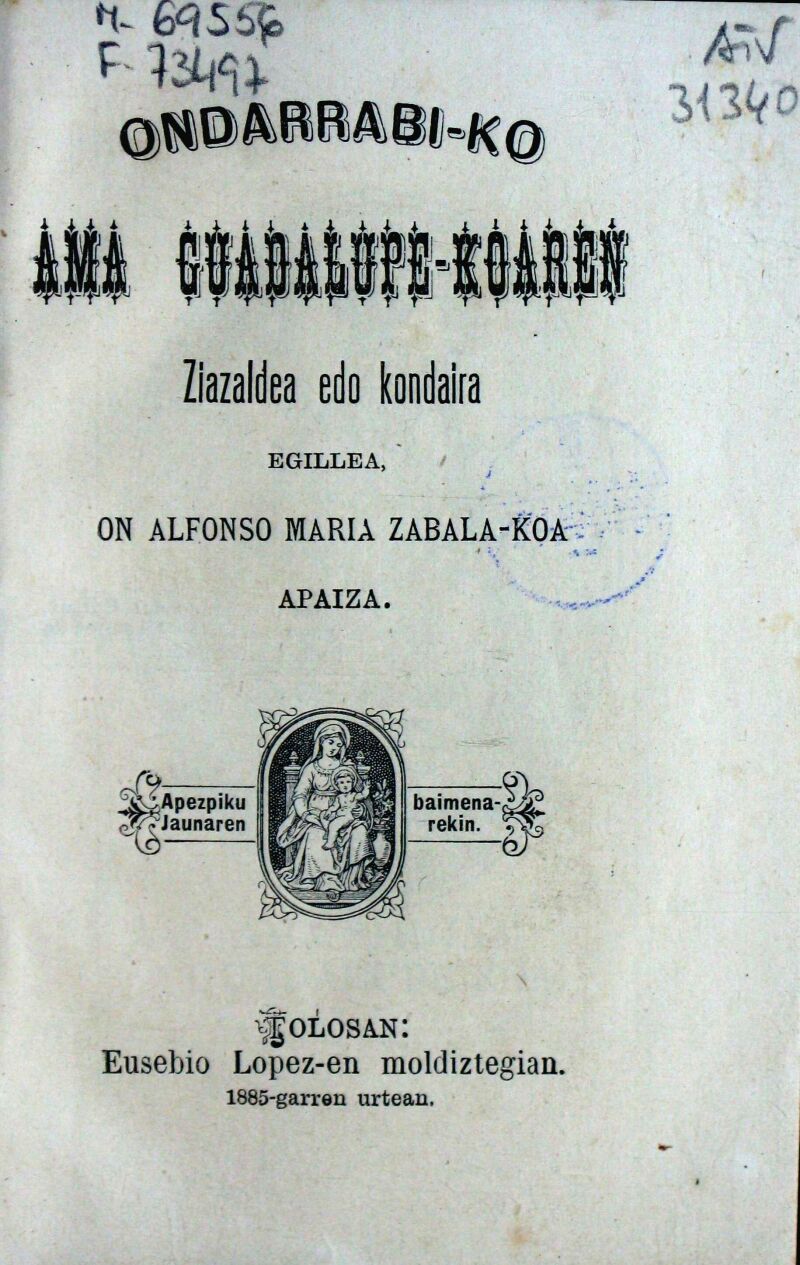 M- 69556
F- 73497
AiV
31340
ONDARRABI-KO
AMA GUADALUPE-KOAREN
Ziazaldea edo kondaira
EGILLEA,
ON ALFONSO MARIA ZABALA-KOA
APAIZA.
Apezpiku baimena-
Jaunaren rekin.
TOLOSAN:
Eusebio Lopez-en moldiztegian.
1885-garren urtean.